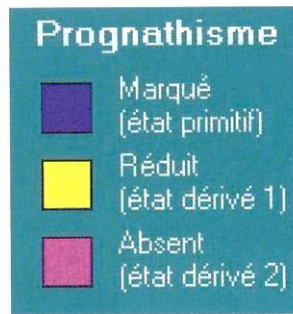 Prognathisme
Marqué
(état primitif)
Réduit
(état dérivé 1)
Absent
(état dérivé 2)